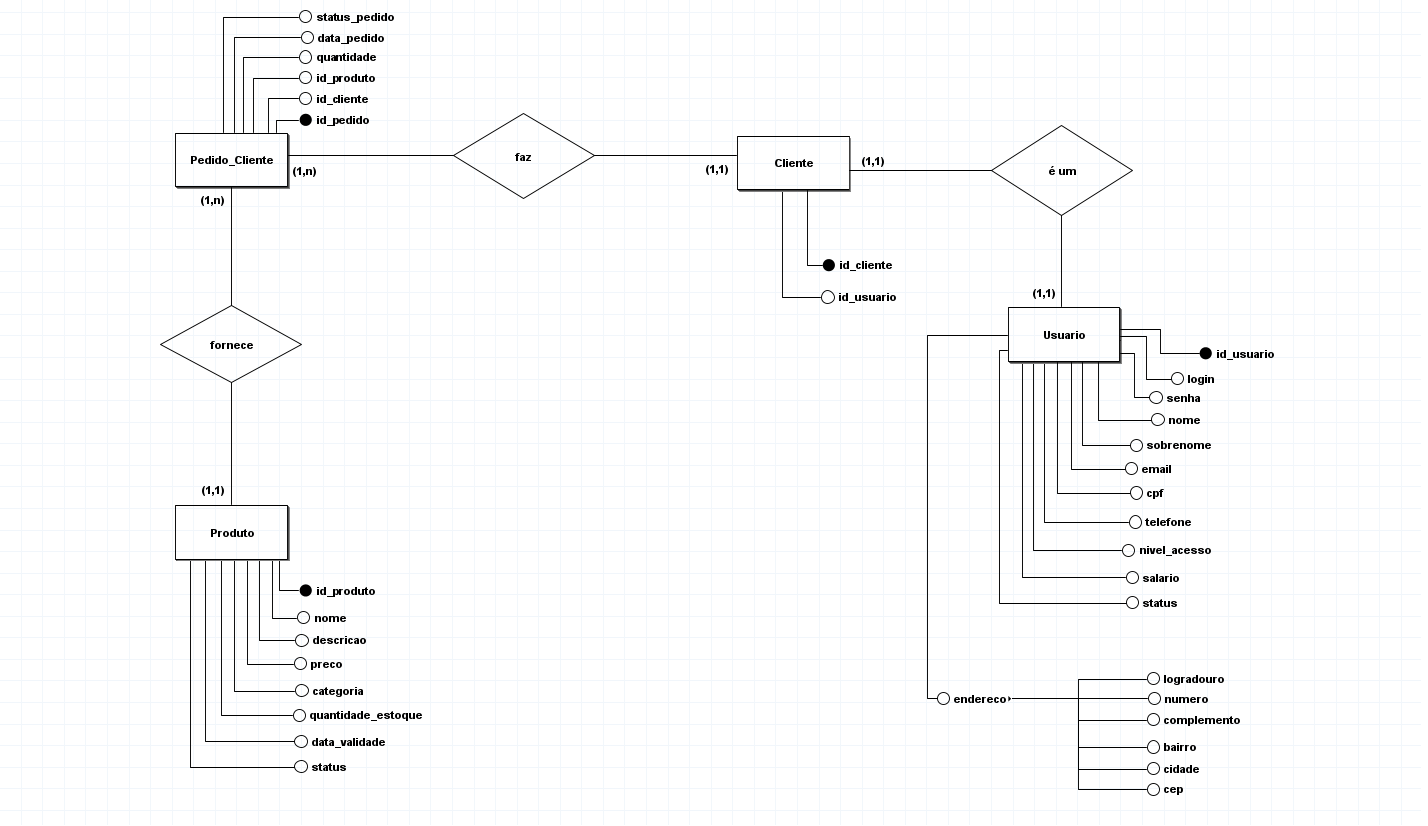 status_pedido
data_pedido
quantidade
id_produto
id_cliente
id_pedido
Pedido_Cliente
(1,n)
(1,n)
faz
(1,1)
Cliente
(1,1)
é um
id_cliente
id_usuario
(1,1)
Usuario
id_usuario
login
senha
nome
sobrenome
email
cpf
telefone
nivel_acesso
salario
status
endereco
logradouro
numero
complemento
bairro
cidade
cep
fornece
(1,1)
Produto
id_produto
nome
descricao
preco
categoria
quantidade_estoque
data_validade
status